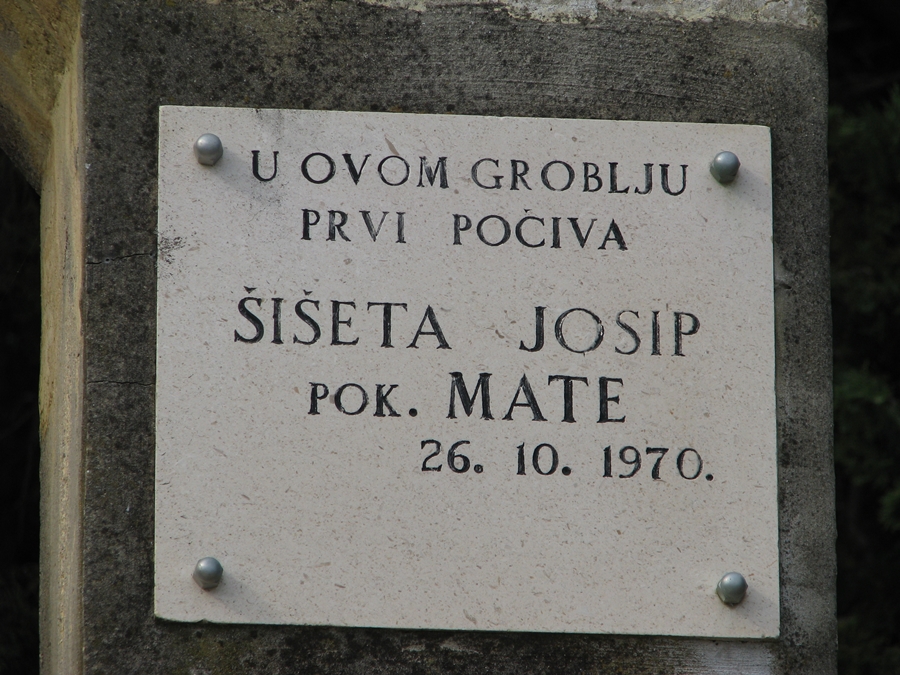 U OVOM GROBLJU
PRVI POČIVA
ŠIŠETA JOSIP
POK. MATE
26. 10. 1970.